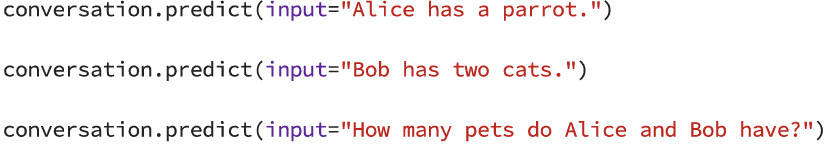 conversation.predict(input="Alice has a parrot.")
conversation.predict(input="Bob has two cats.")
conversation.predict(input="How many pets do Alice and Bob have?")